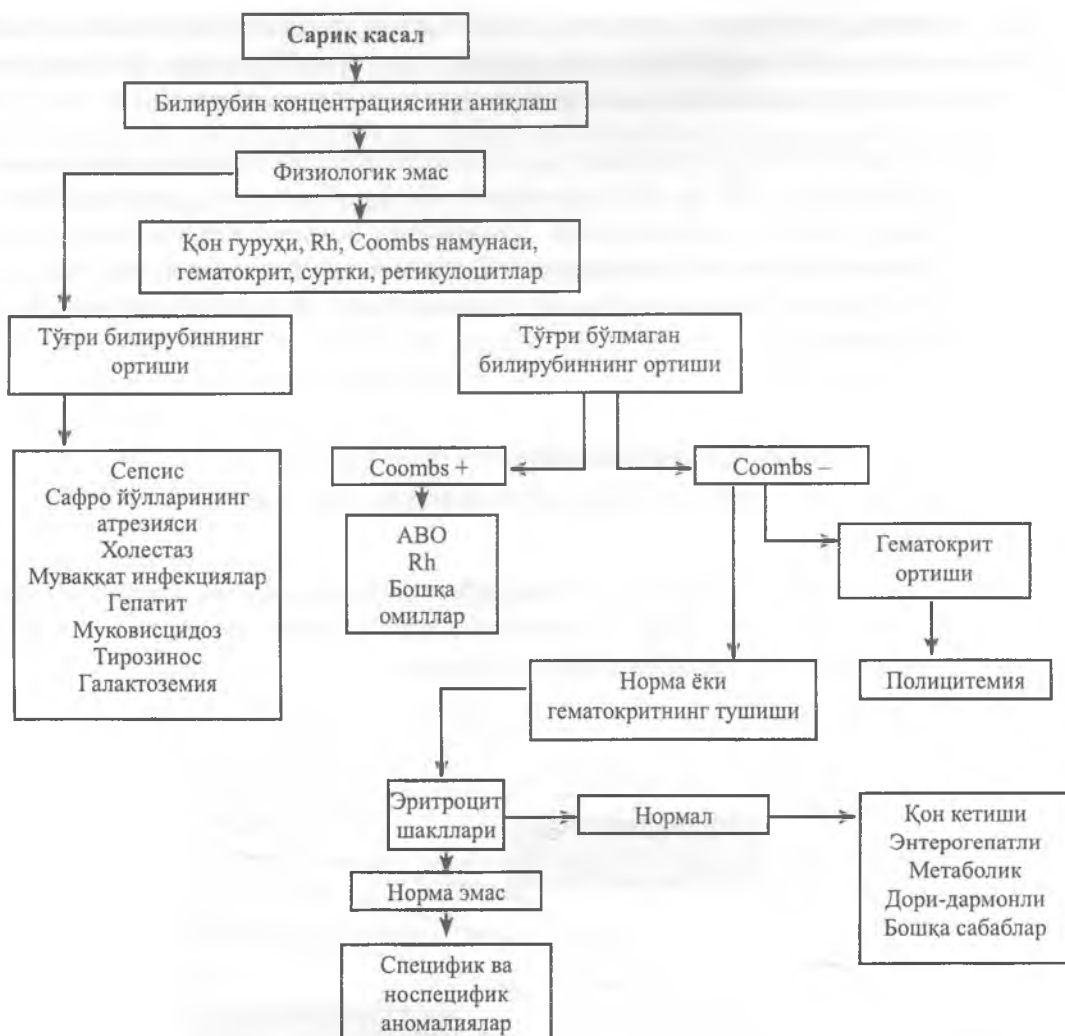 Сариқ касал
Билирубин концентрациясини аниқлаш
Физиологик эмас
Қон гуруҳи, Rh, Coombs намунаси,
гематокрит, суртки, ретикулоцитлар
Тўғри билирубиннинг
ортиши
Тўғри бўлмаган
билирубиннинг ортиши
Сепсис
Сафро йўлларининг
атрезияси
Холестаз
Муваққат инфекциялар
Гепатит
Муковисцидоз
Тирозинос
Галактоземия
Coombs +
Coombs –
АВО
Rh
Бошқа
омиллар
Гематокрит
ортиши
Полицитемия
Норма ёки
гематокритнинг тушиши
Эритроцит
шакллари
Нормал
Қон кетиши
Энтерогепатли
Метаболик
Дори-дармонли
Бошқа сабаблар
Норма эмас
Специфик ва
носпецифик
аномалиялар